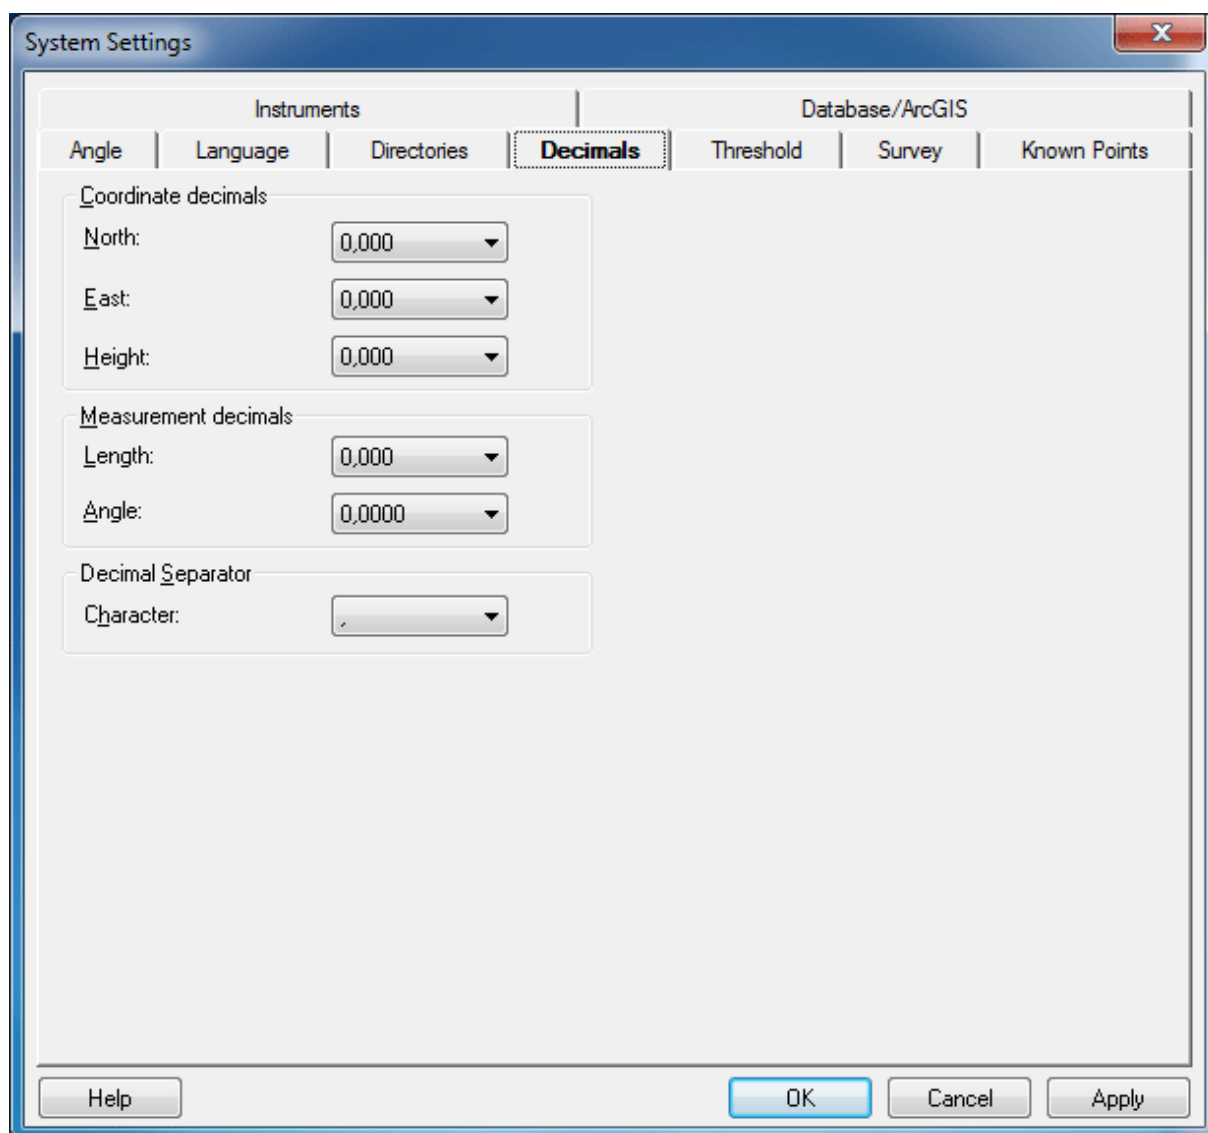 System Settings
Instruments Database/ArcGIS
Angle Language Directories Decimals Threshold Survey Known Points
Coordinate decimals
North: 0,000
East: 0,000
Height: 0,000
Measurement decimals
Length: 0,000
Angle: 0,0000
Decimal Separator
Character: ,
Help OK Cancel Apply